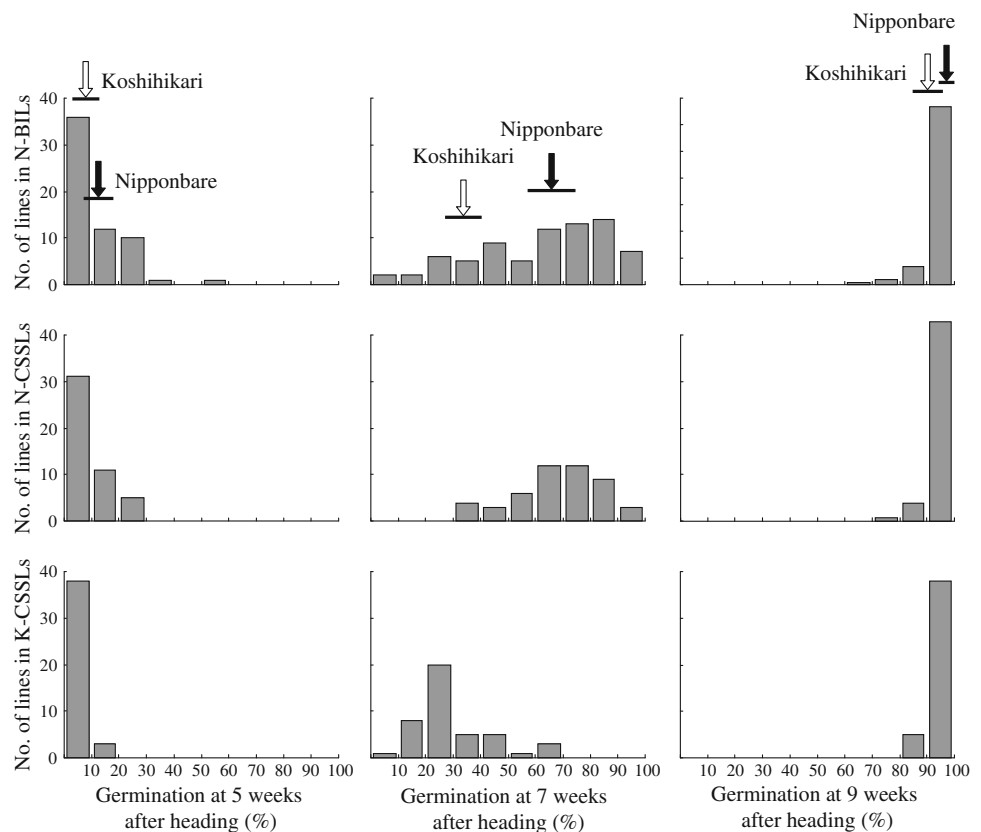 Nipponbare
Koshihikari
Koshihikari
Nipponbare
Koshihikari
Nipponbare
No. of lines in N-BILs
40
30
20
10
0
No. of lines in N-CSSLs
30
20
10
0
No. of lines in K-CSSLs
40
30
20
10
0
10 20 30 40 50 60 70 80 90 100
10 20 30 40 50 60 70 80 90 100
10 20 30 40 50 60 70 80 90 100
Germination at 5 weeks
after heading (%)
Germination at 7 weeks
after heading (%)
Germination at 9 weeks
after heading (%)